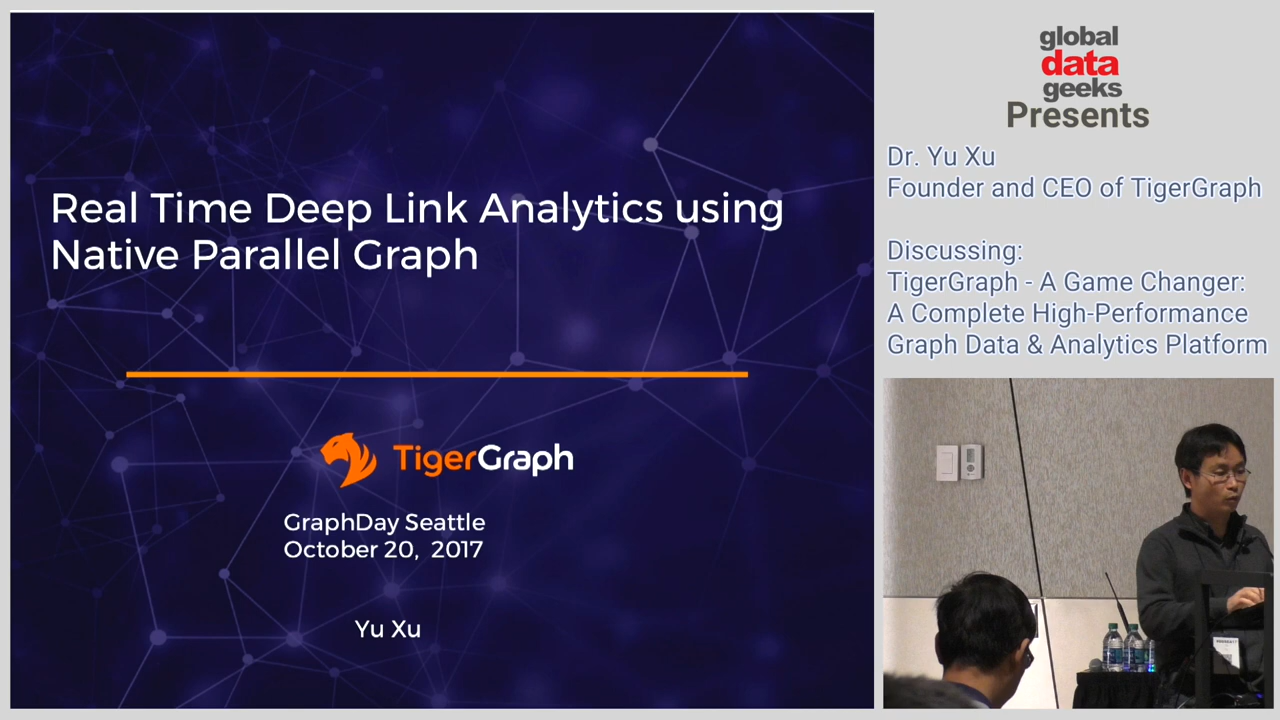 Real Time Deep Link Analytics using
Native Parallel Graph
TigerGraph
GraphDay Seattle
October 20, 2017
Yu Xu
global
data
geeks
Presents
Dr. Yu Xu
Founder and CEO of TigerGraph
Discussing:
TigerGraph - A Game Changer:
A Complete High-Performance
Graph Data & Analytics Platform